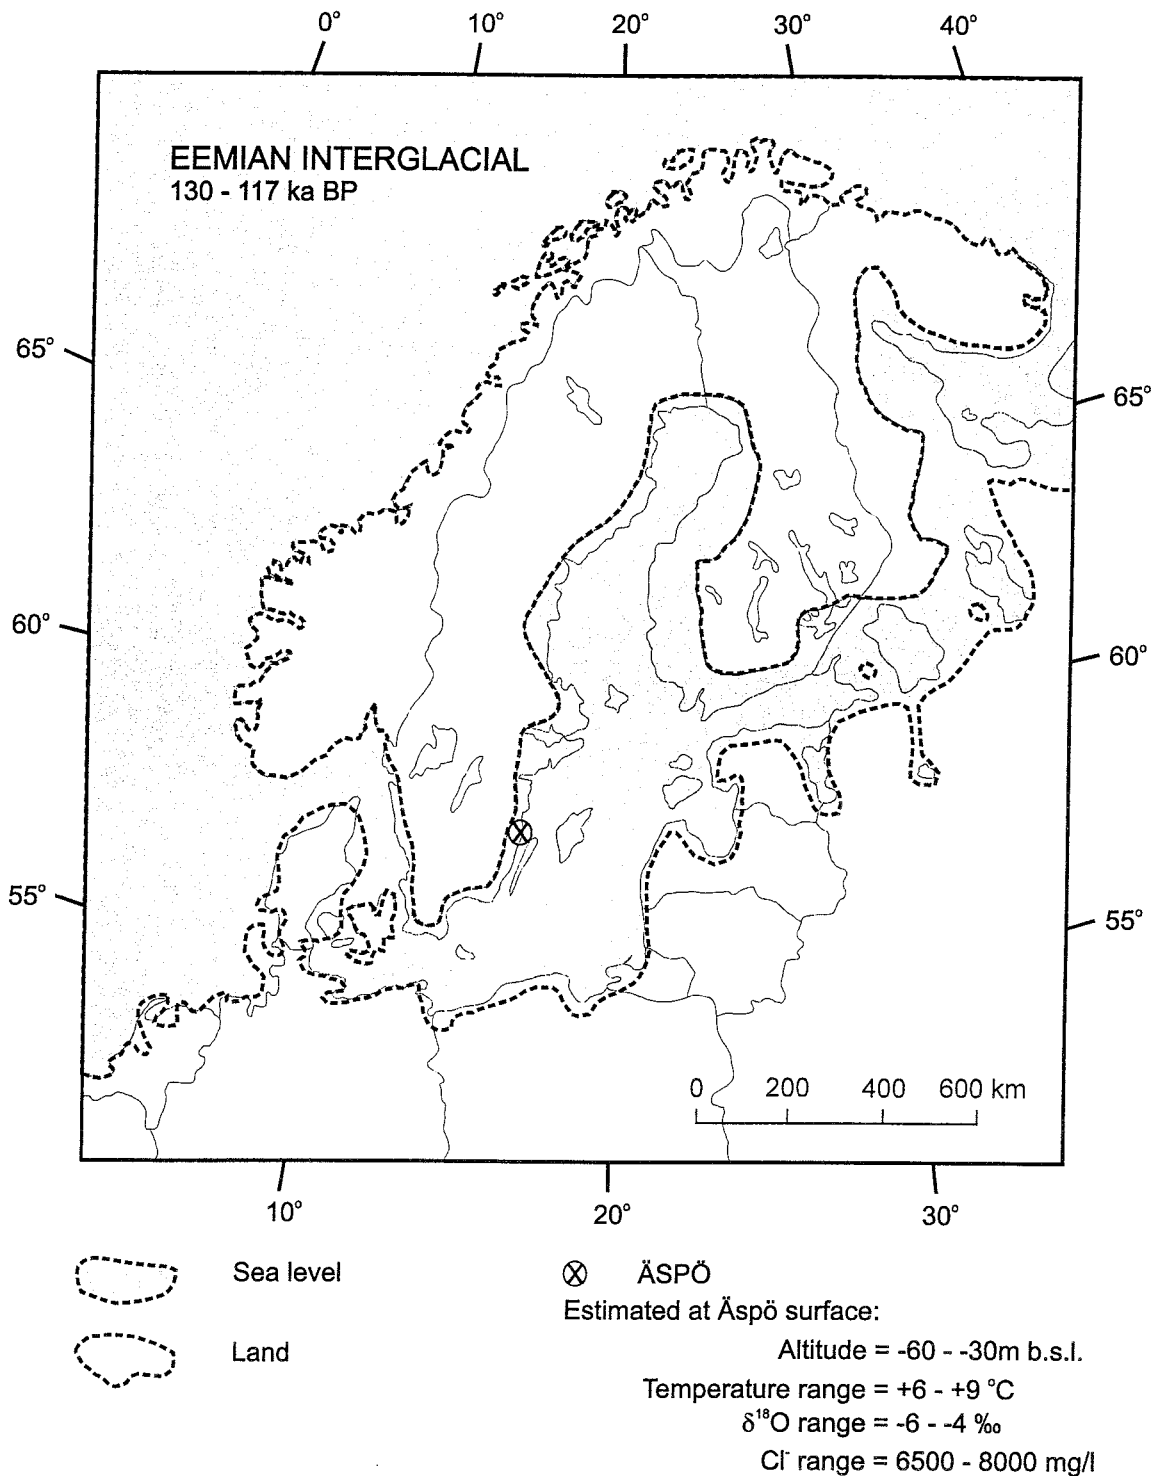 0° 10° 20° 30° 40°
EEMIAN INTERGLACIAL
130 - 117 ka BP
65°
65°
60°
60°
55°
55°
0 200 400 600 km
10° 20° 30°
Sea level
Land
ÄSPÖ
Estimated at Äspö surface:
Altitude = -60 - -30m b.s.l.
Temperature range = +6 - +9 °C
δ¹⁸O range = -6 - -4 ‰
Cl⁻ range = 6500 - 8000 mg/l